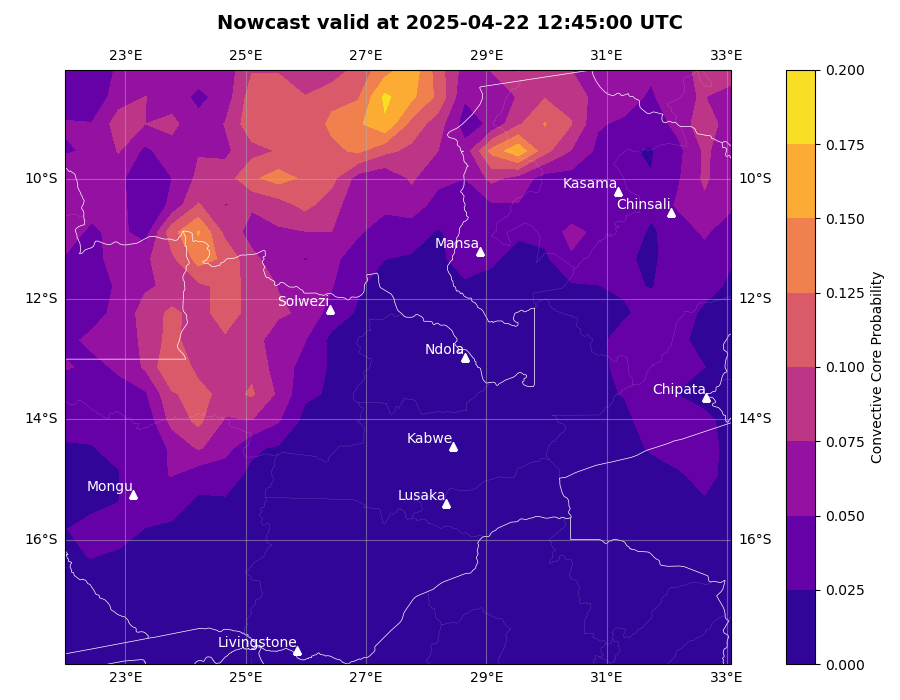 Nowcast valid at 2025-04-22 12:45:00 UTC
23°E 25°E 27°E 29°E 31°E 33°E
0.200
0.175
10°S Kasama 10°S
Chinsali
0.150
Mansa
0.125
12°S Solwezi 12°S
Ndola
0.100
Chipata
14°S 14°S
Kabwe
0.075
Mongu
Lusaka
0.050
16°S 16°S
0.025
Livingstone
0.000
23°E 25°E 27°E 29°E 31°E 33°E
Convective Core Probability